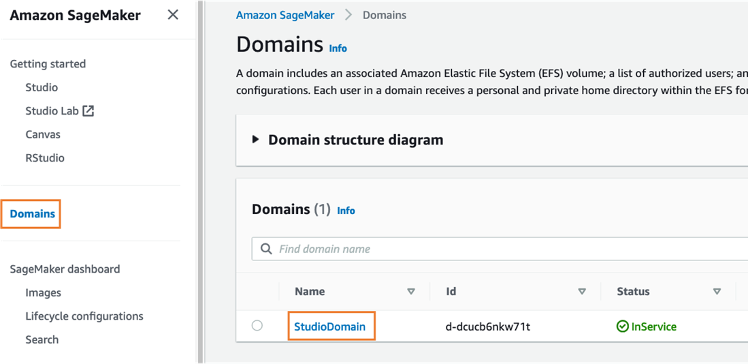 Amazon SageMaker
Getting started
Studio
Studio Lab
Canvas
RStudio
Domains
SageMaker dashboard
Images
Lifecycle configurations
Search
Amazon SageMaker > Domains
Domains Info
A domain includes an associated Amazon Elastic File System (EFS) volume; a list of authorized users; an
configurations. Each user in a domain receives a personal and private home directory within the EFS for
Domain structure diagram
Domains (1) Info
Find domain name
Name Id Status
StudioDomain d-dcucb6nkw71t InService